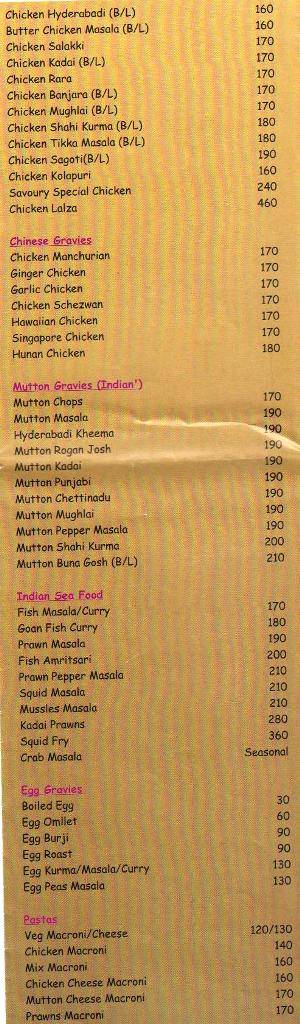 Chicken Hyderabadi (B/L) 160
Butter Chicken Masala (B/L) 160
Chicken Salakki 170
Chicken Kadai (B/L) 170
Chicken Rara 170
Chicken Banjara (B/L) 170
Chicken Mughlai (B/L) 170
Chicken Shahi Kurma (B/L) 180
Chicken Tikka Masala (B/L) 180
Chicken Sagoti(B/L) 190
Chicken Kolapuri 160
Savoury Special Chicken 240
Chicken Lalza 460
Chinese Gravies
Chicken Manchurian 170
Ginger Chicken 170
Garlic Chicken 170
Chicken Schezwan 170
Hawaiian Chicken 170
Singapore Chicken 170
Hunan Chicken 180
Mutton Gravies (Indian')
Mutton Chops 170
Mutton Masala 190
Hyderabadi Kheema 190
Mutton Rogan Josh 190
Mutton Kadai 190
Mutton Punjabi 190
Mutton Chettinadu 190
Mutton Mughlai 190
Mutton Pepper Masala 190
Mutton Shahi Kurma 200
Mutton Buna Gosh (B/L) 210
Indian Sea Food
Fish Masala/Curry 170
Goan Fish Curry 180
Prawn Masala 190
Fish Amritsari 200
Prawn Pepper Masala 210
Squid Masala 210
Mussles Masala 210
Kadai Prawns 280
Squid Fry 360
Crab Masala Seasonal
Egg Gravies
Boiled Egg 30
Egg Omllet 60
Egg Burji 90
Egg Roast 90
Egg Kurma/Masala/Curry 130
Egg Peas Masala 130
Pastas
Veg Macroni/Cheese 120/130
Chicken Macroni 140
Mix Macroni 160
Chicken Cheese Macroni 160
Mutton Cheese Macroni 170
Prawns Macroni 170